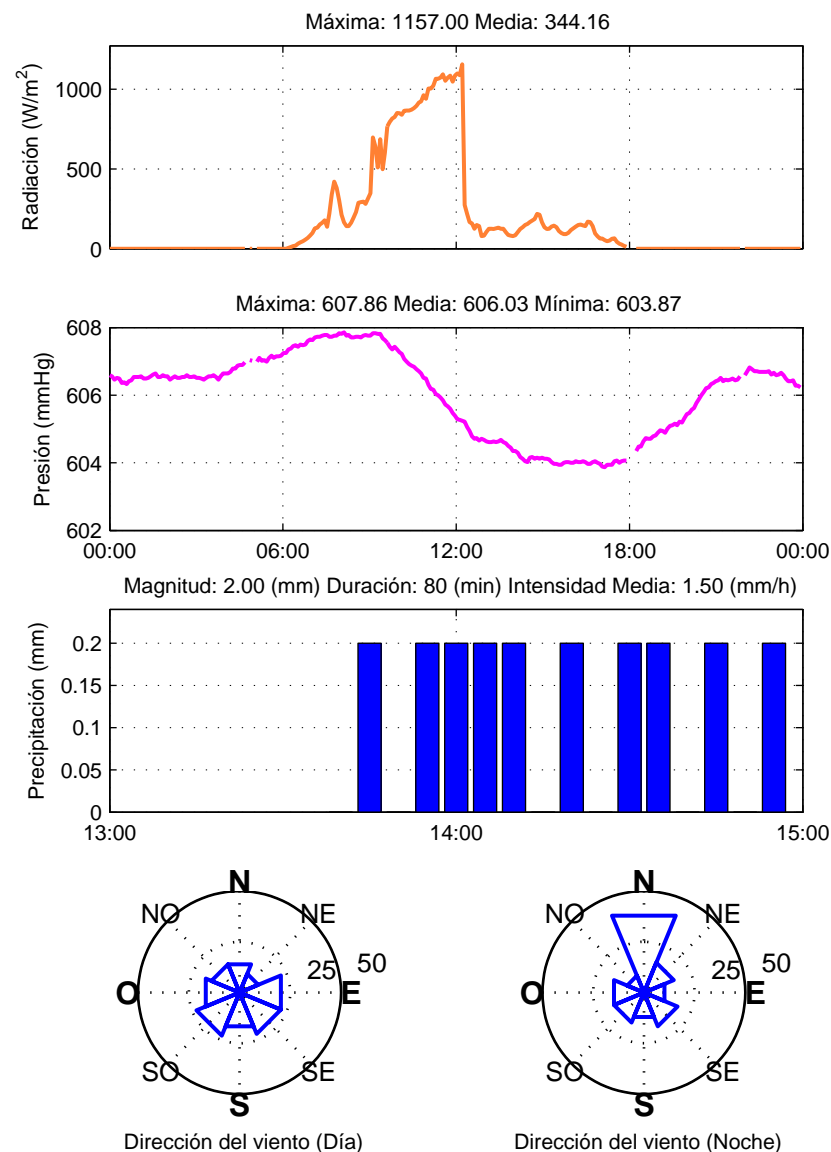 Máxima: 1157.00 Media: 344.16
Radiación (W/m²)
1000
500
0
Máxima: 607.86 Media: 606.03 Mínima: 603.87
Presión (mmHg)
608
606
604
602
00:00 06:00 12:00 18:00 00:00
Magnitud: 2.00 (mm) Duración: 80 (min) Intensidad Media: 1.50 (mm/h)
Precipitación (mm)
0.2
0.15
0.1
0.05
0
13:00 14:00 15:00
N
NO NE
25 50
O E
SO SE
S
Dirección del viento (Día)
N
NO NE
25 50
O E
SO SE
S
Dirección del viento (Noche)